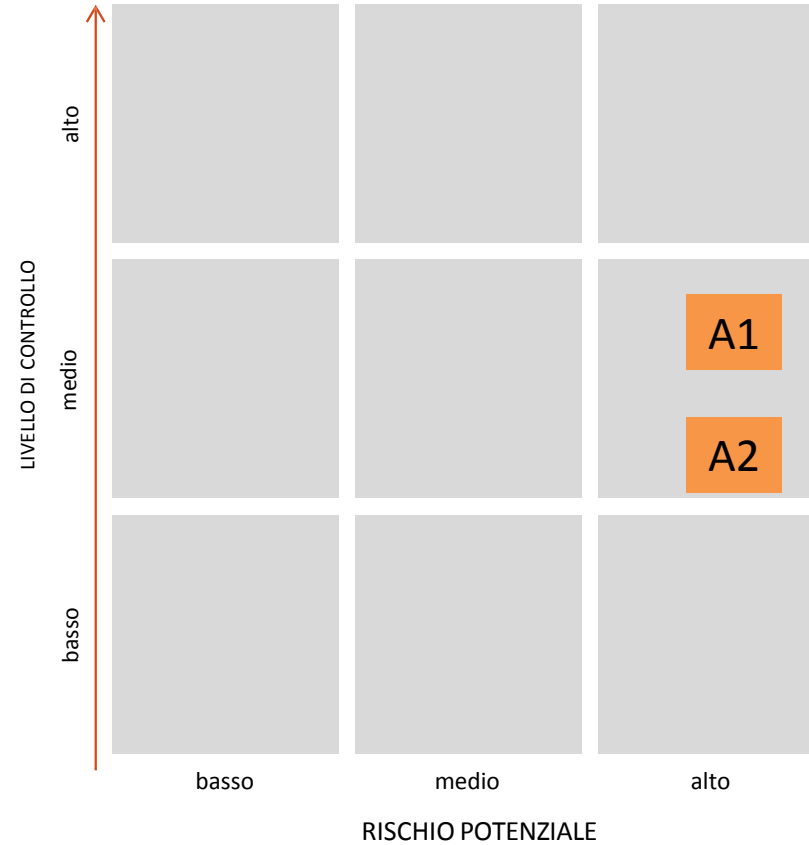 LIVELLO DI CONTROLLO
alto
medio
basso
A1
A2
basso
medio
alto
RISCHIO POTENZIALE